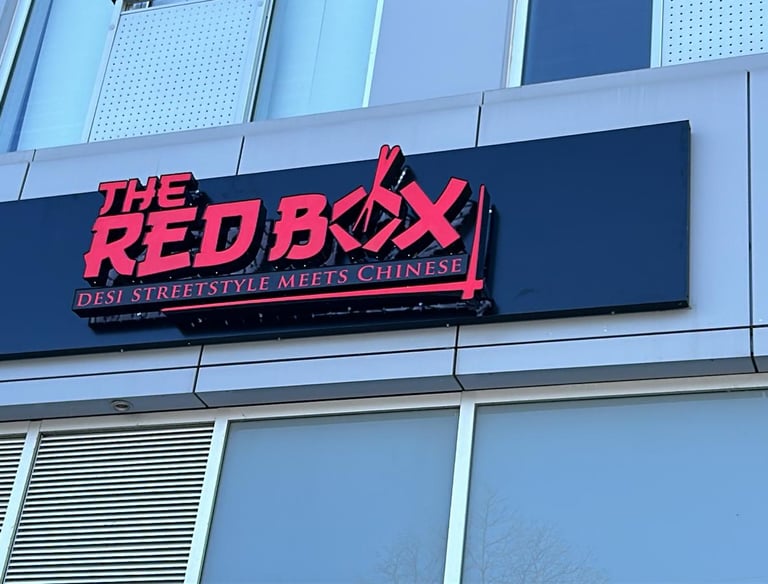 THE
RED BOX
DESI STREETSTYLE MEETS CHINESE